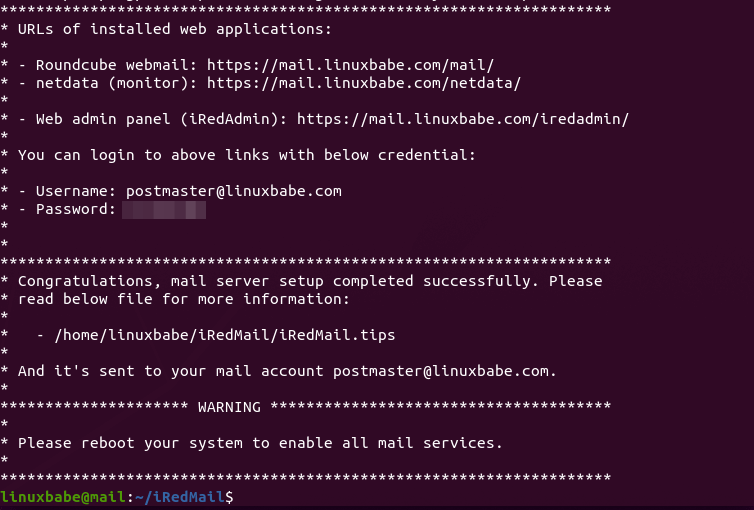 ********************************************************************
* URLs of installed web applications:
*
* - Roundcube webmail: https://mail.linuxbabe.com/mail/
* - netdata (monitor): https://mail.linuxbabe.com/netdata/
*
* - Web admin panel (iRedAdmin): https://mail.linuxbabe.com/iredadmin/
*
* You can login to above links with below credential:
*
* - Username: postmaster@linuxbabe.com
* - Password:
*
*
********************************************************************
* Congratulations, mail server setup completed successfully. Please
* read below file for more information:
*
*   - /home/linuxbabe/iRedMail/iRedMail.tips
*
* And it's sent to your mail account postmaster@linuxbabe.com.
*
********************* WARNING **************************************
*
* Please reboot your system to enable all mail services.
*
********************************************************************
linuxbabe@mail:~/iRedMail$